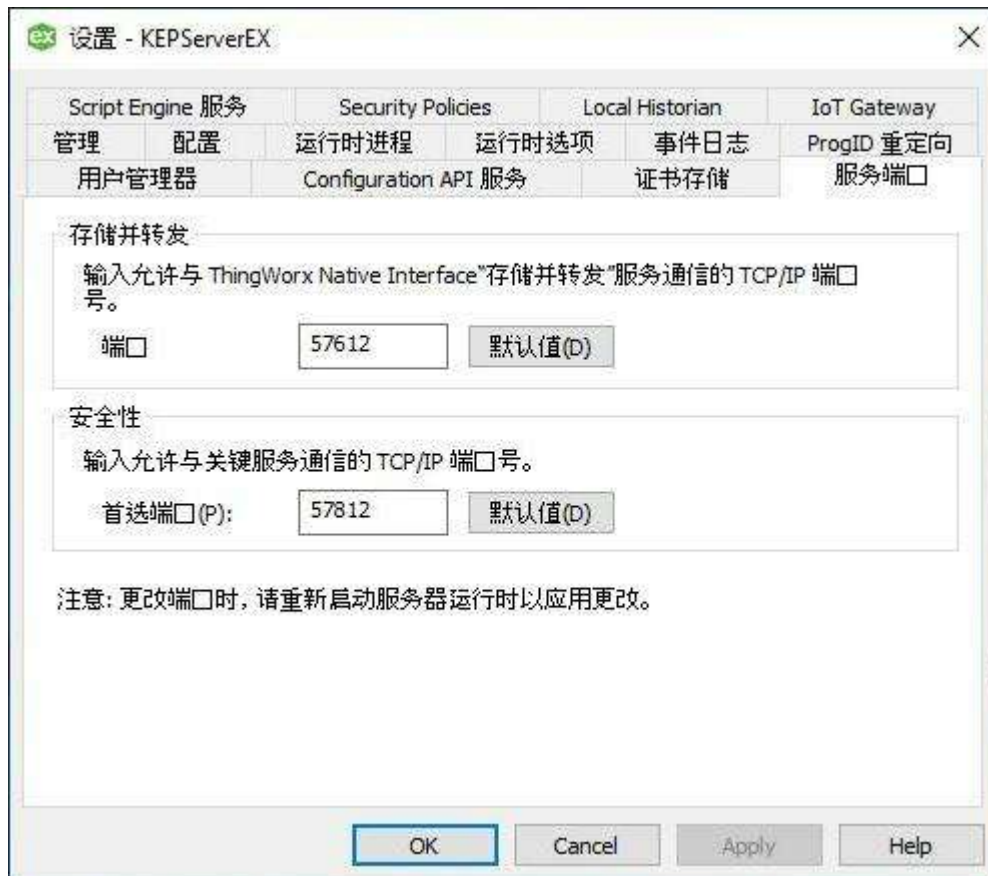 设置 - KEPServerEX
Script Engine 服务 Security Policies Local Historian IoT Gateway
管理 配置 运行时进程 运行时选项 事件日志 ProgID 重定向
用户管理器 Configuration API 服务 证书存储 服务端口
存储并转发
输入允许与 ThingWorx Native Interface"存储并转发"服务通信的 TCP/IP 端口
号。
端口 57612 默认值(D)
安全性
输入允许与关键服务通信的 TCP/IP 端口号。
首选端口(P): 57812 默认值(D)
注意: 更改端口时, 请重新启动服务器运行时以应用更改。
OK Cancel Apply Help